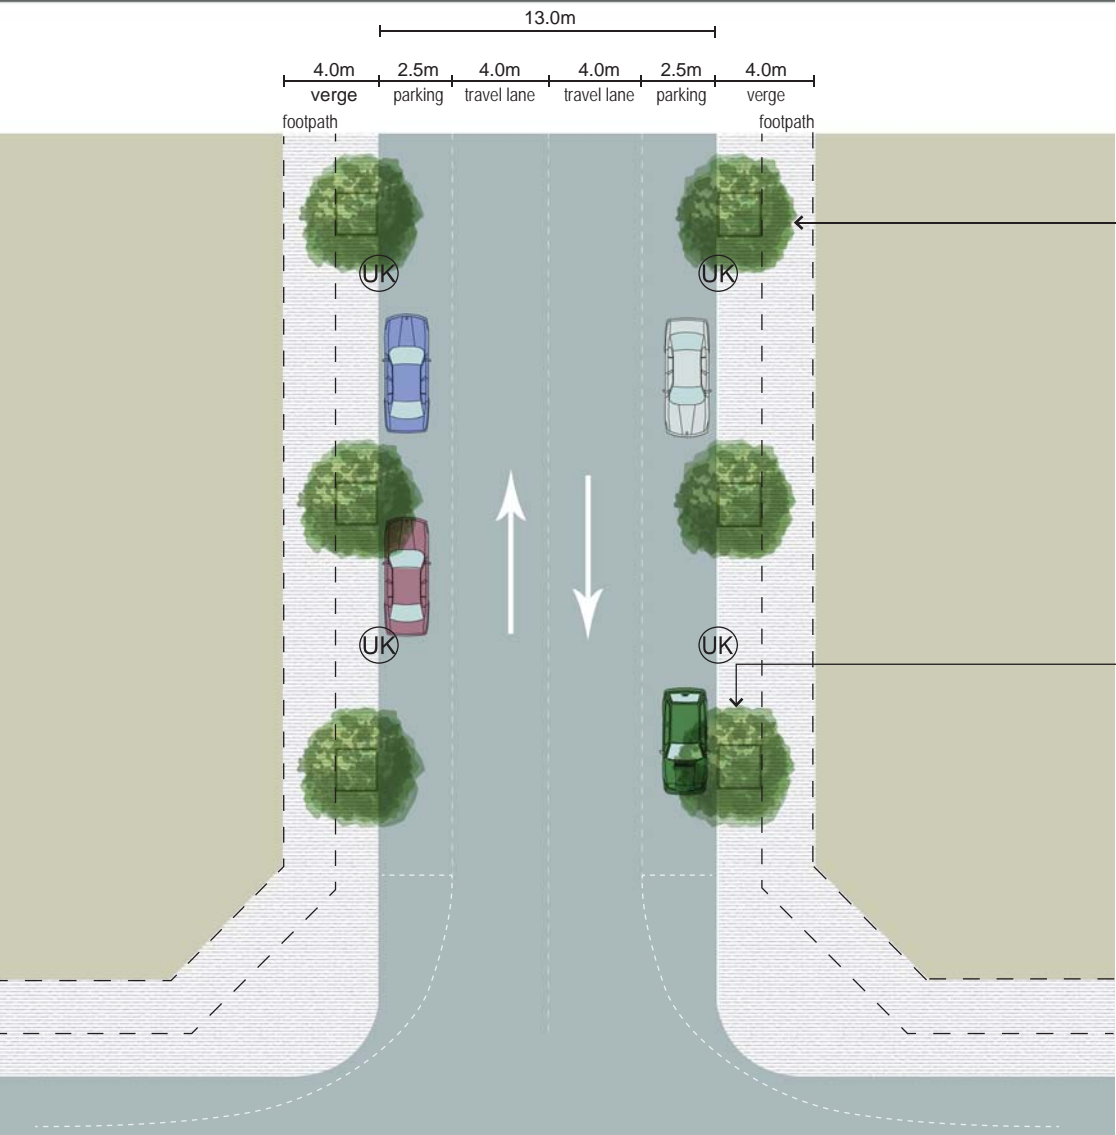 13.0m
4.0m 2.5m 4.0m 4.0m 2.5m 4.0m
verge parking travel lane travel lane parking verge
footpath footpath
UK UK
UK UK